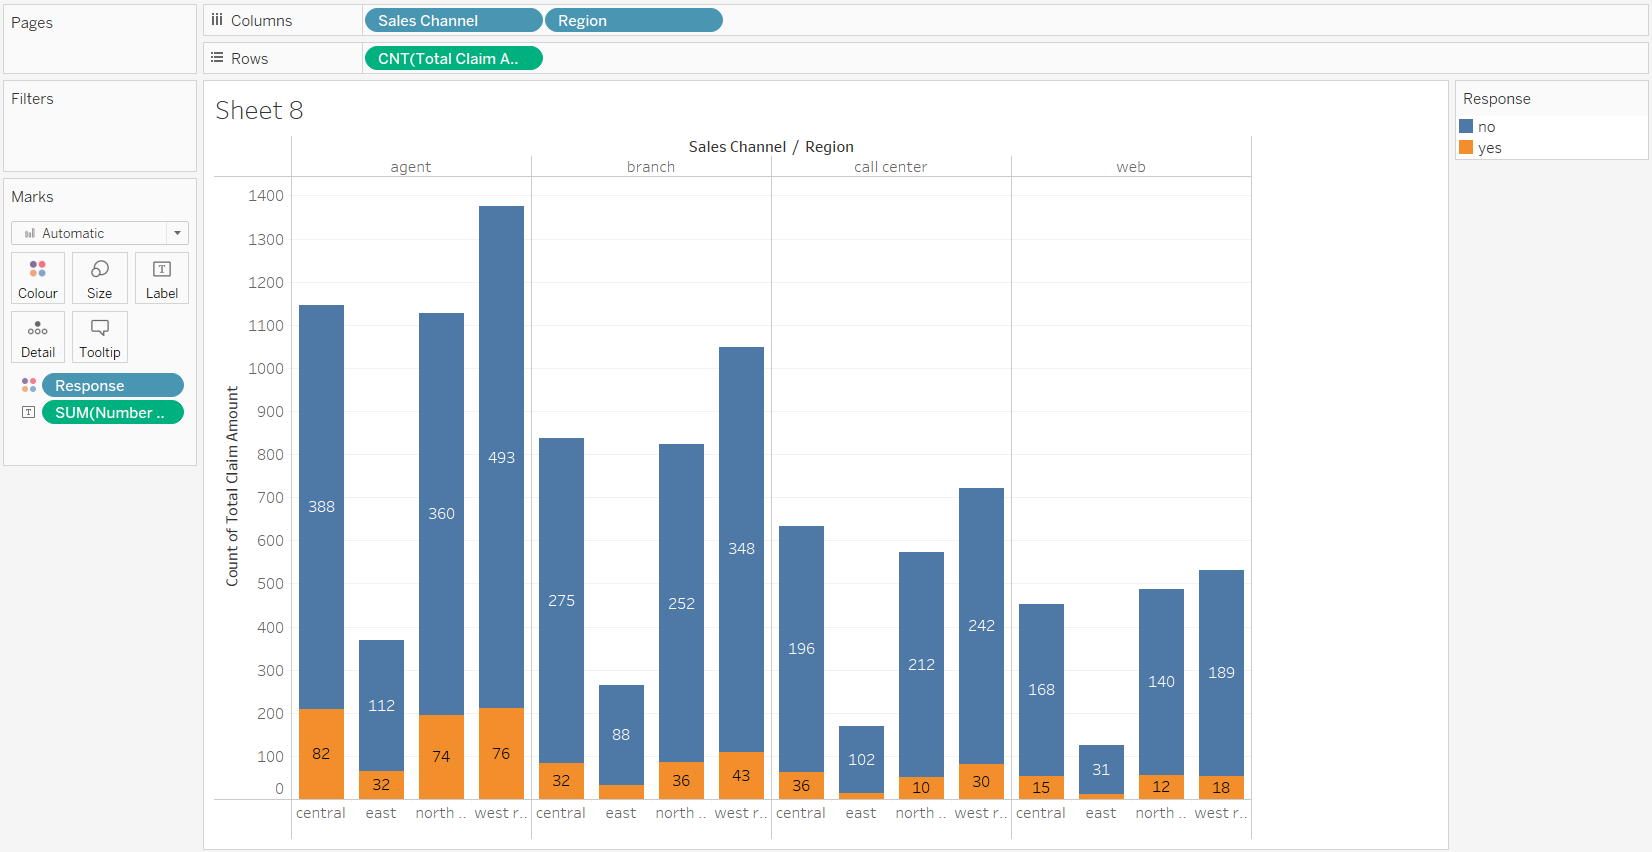 Pages
Columns
Sales Channel
Region
Rows
CNT(Total Claim A..
Filters
Marks
Automatic
Colour
Size
Label
Detail
Tooltip
Response
SUM(Number ..
Sheet 8
Sales Channel / Region
agent
branch
call center
web
Count of Total Claim Amount
1400
1300
1200
1100
1000
900
800
700
600
500
400
300
200
100
0
388
82
112
32
360
74
493
76
275
32
88
252
36
348
43
196
36
102
212
10
242
30
168
15
31
140
12
189
18
central east north .. west r.. central east north .. west r.. central east north .. west r.. central east north .. west r..
Response
no
yes